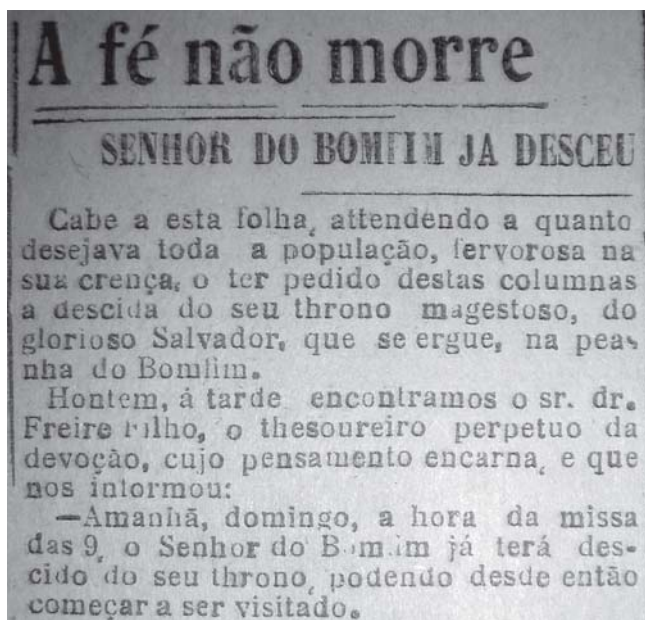 A fé não morre
SENHOR DO BOMFIM JA DESCEU
Cabe a esta folha, attendendo a quanto
desejava toda a população, fervorosa na
sua crença, o ter pedido destas columnas
a descida do seu throno magestoso, do
glorioso Salvador, que se ergue, na pea-
nha do Bomfim.
Hontem, á tarde encontramos o sr. dr.
Freire Filho, o thesoureiro perpetuo da
devoção, cujo pensamento encarna, e que
nos informou:
—Amanhã, domingo, a hora da missa
das 9, o Senhor do Bomfim já terá des-
cido do seu throno, podendo desde então
começar a ser visitado.